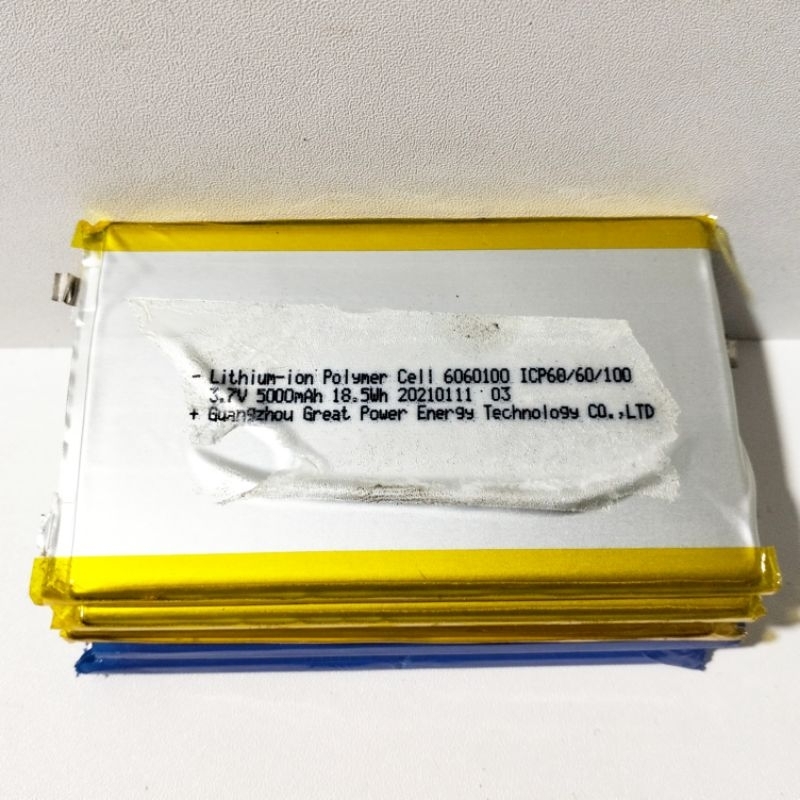 - Lithium-ion Polymer Cell 6060100 ICP68/60/100
3.7V 5000mAh 18.5Wh 20210111 03
+ Guangzhou Great Power Energy Technology CO.,LTD